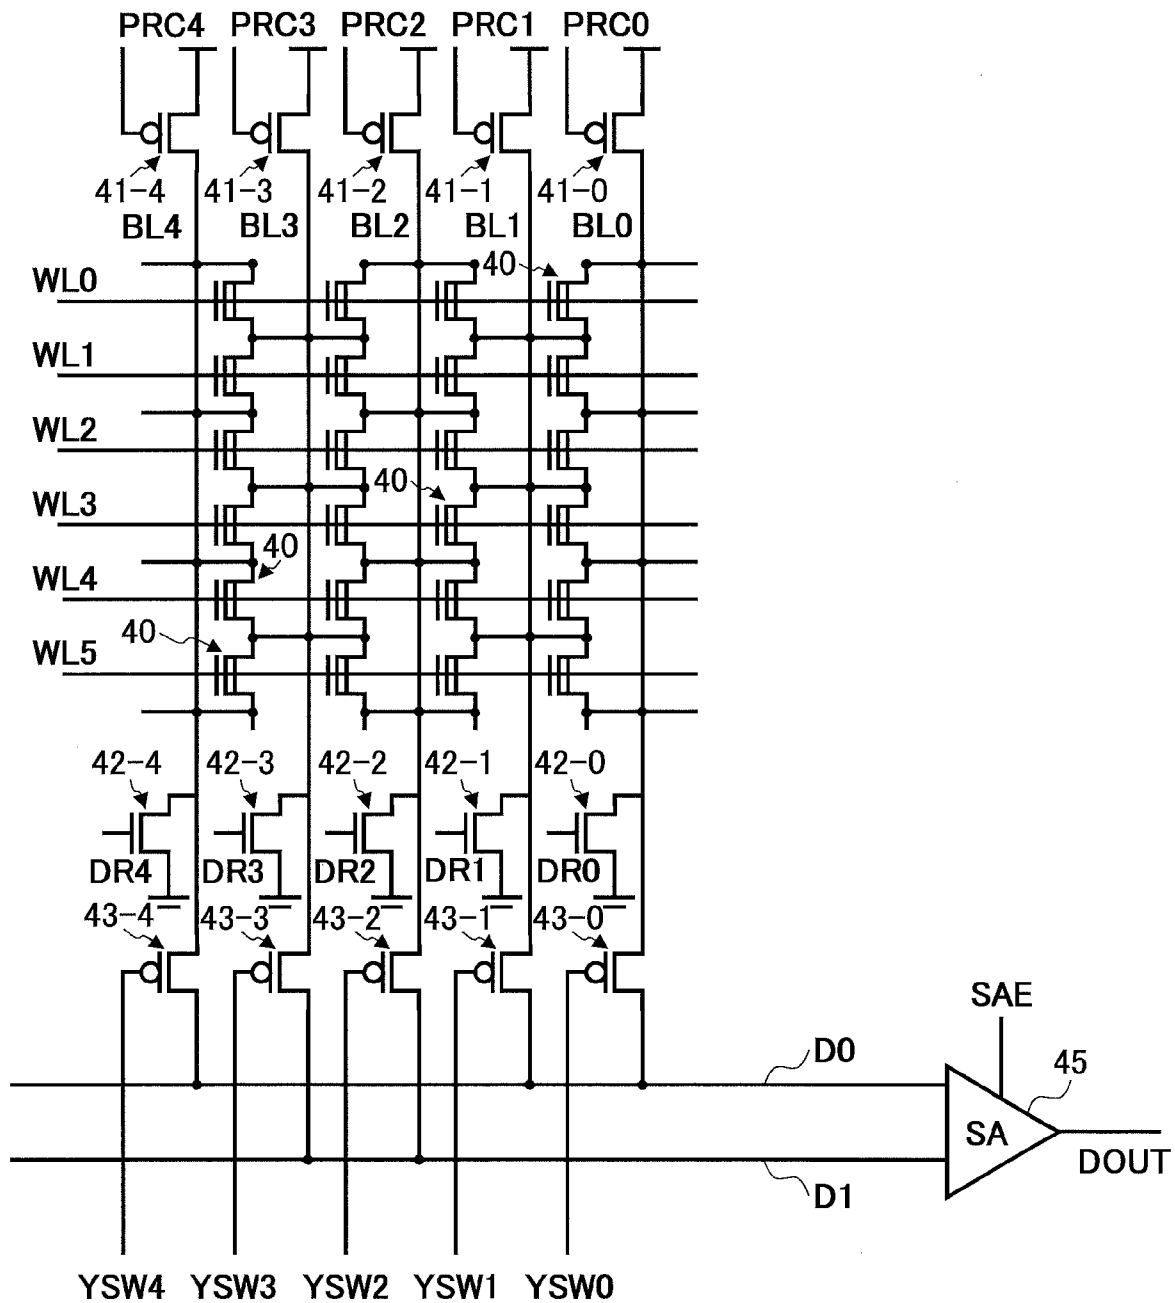 PRC4 PRC3 PRC2 PRC1 PRC0
41-4 41-3 41-2 41-1 41-0
BL4 BL3 BL2 BL1 BL0
40
WL0
WL1
WL2
40
WL3
40
WL4
40
WL5
42-4 42-3 42-2 42-1 42-0
DR4 DR3 DR2 DR1 DR0
43-4 43-3 43-2 43-1 43-0
SAE
D0
45
SA
DOUT
D1
YSW4 YSW3 YSW2 YSW1 YSW0